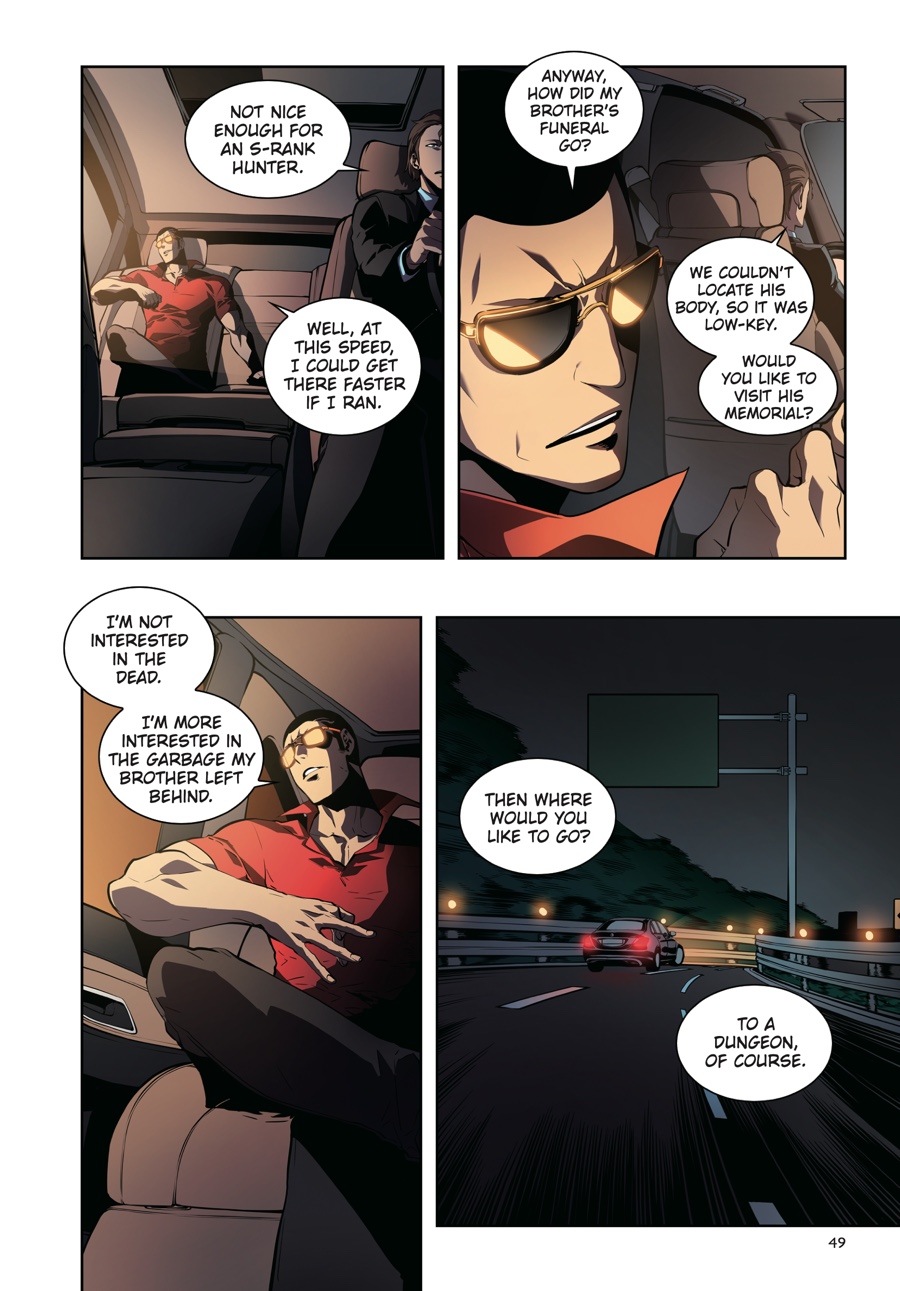 NOT NICE
ENOUGH FOR
AN S-RANK
HUNTER.
WELL, AT
THIS SPEED,
I COULD GET
THERE FASTER
IF I RAN.
ANYWAY,
HOW DID MY
BROTHER'S
FUNERAL
GO?
WE COULDN'T
LOCATE HIS
BODY, SO IT WAS
LOW-KEY.
WOULD
YOU LIKE TO
VISIT HIS
MEMORIAL?
I'M NOT
INTERESTED
IN THE
DEAD.
I'M MORE
INTERESTED IN
THE GARBAGE MY
BROTHER LEFT
BEHIND.
THEN WHERE
WOULD YOU
LIKE TO GO?
TO A
DUNGEON,
OF COURSE.
49